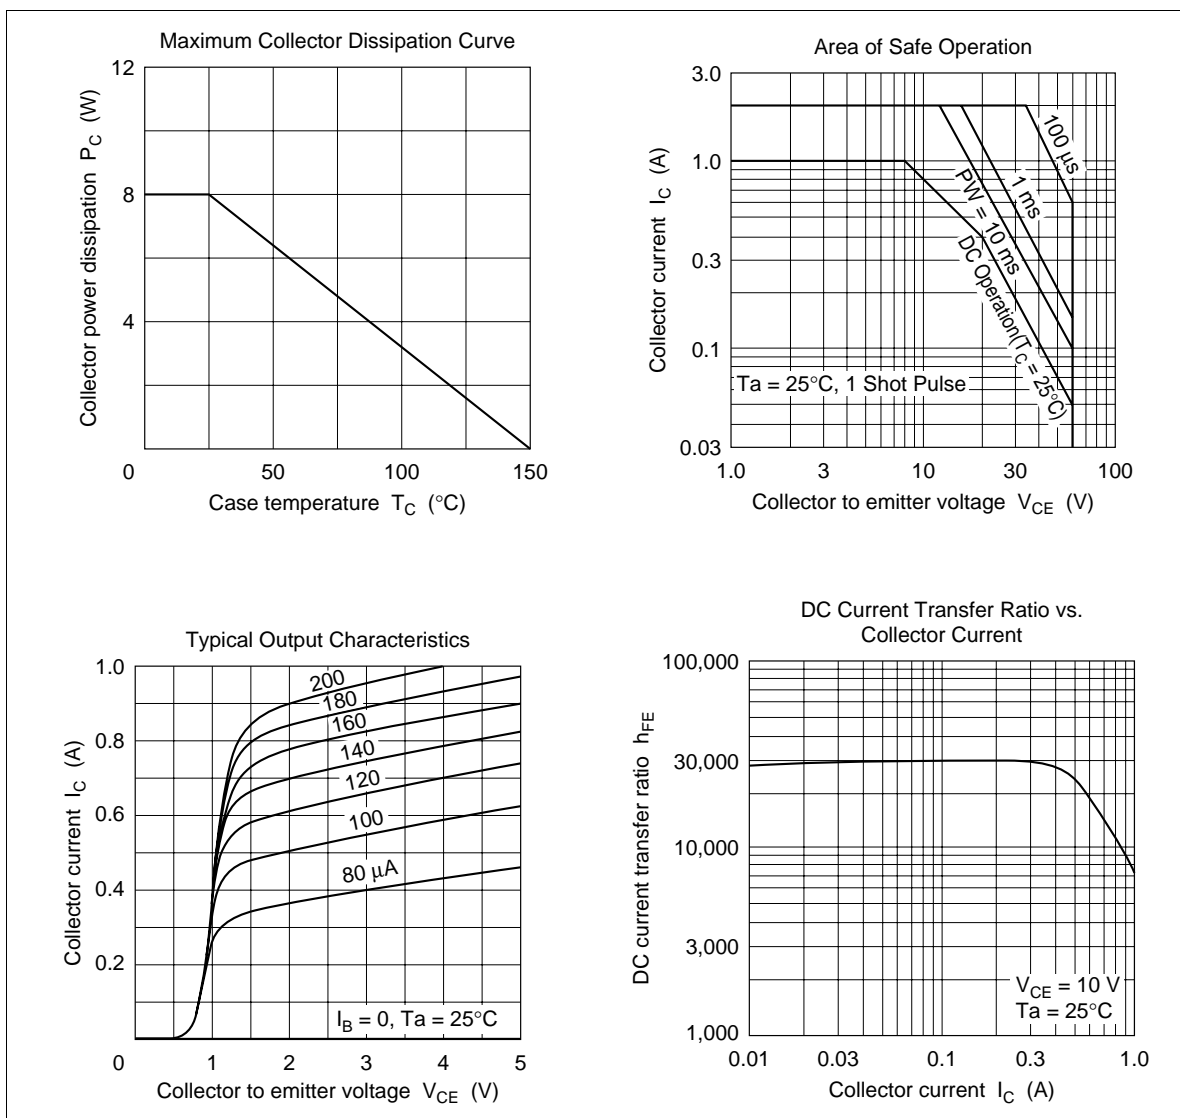 Maximum Collector Dissipation Curve
12
8
4
0
50
100
150
Collector power dissipation P_C (W)
Case temperature T_C (°C)
Area of Safe Operation
3.0
1.0
0.3
0.1
0.03
1.0
3
10
30
100
Collector current I_C (A)
100 μs
1 ms
PW = 10 ms
DC Operation(T_C = 25°C)
Ta = 25°C, 1 Shot Pulse
Collector to emitter voltage V_CE (V)
Typical Output Characteristics
1.0
0.8
0.6
0.4
0.2
0
1
2
3
4
5
Collector current I_C (A)
200
180
160
140
120
100
80 μA
I_B = 0, Ta = 25°C
Collector to emitter voltage V_CE (V)
DC Current Transfer Ratio vs.
Collector Current
100,000
30,000
10,000
3,000
1,000
0.01
0.03
0.1
0.3
1.0
DC current transfer ratio h_FE
V_CE = 10 V
Ta = 25°C
Collector current I_C (A)